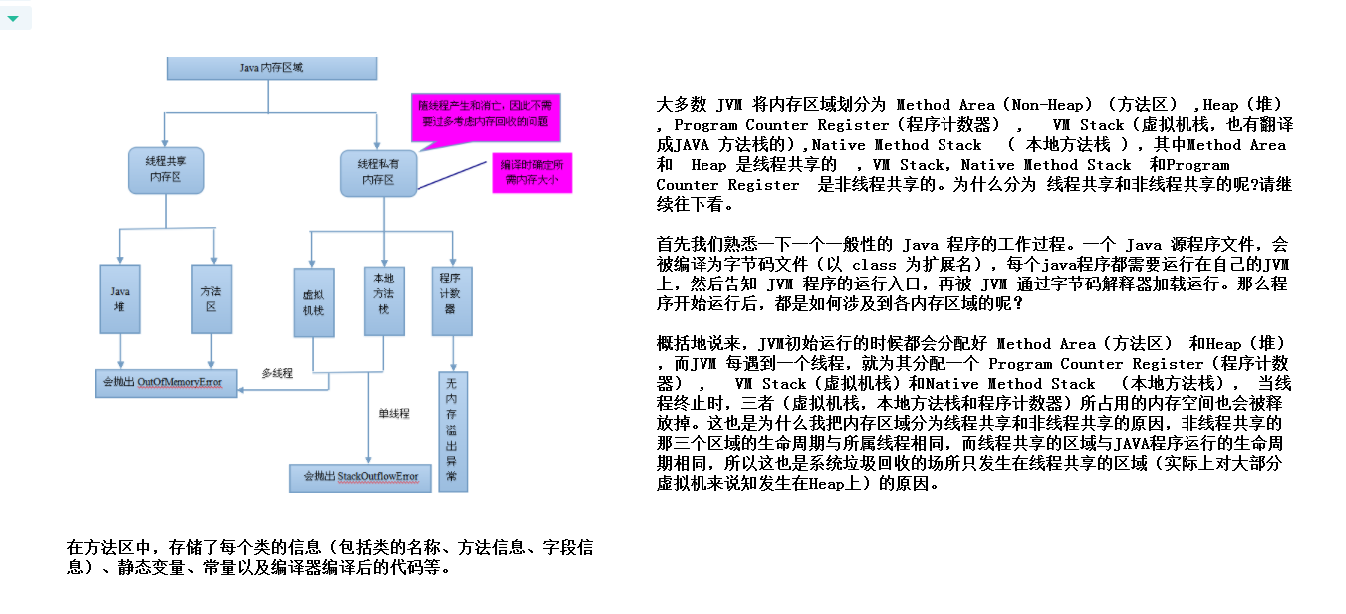 Java 内存区域
随线程产生和消亡，因此不需
要过多考虑内存回收的问题
编译时确定所
需内存大小
线程共享
内存区
线程私有
内存区
Java
堆
方法
区
虚拟
机栈
本地
方法
栈
程序
计数
器
会抛出 OutOfMemoryError
多线程
单线程
无
内
存
溢
出
异
常
会抛出 StackOutflowError
在方法区中，存储了每个类的信息（包括类的名称、方法信息、字段信
息）、静态变量、常量以及编译器编译后的代码等。
大多数 JVM 将内存区域划分为 Method Area（Non-Heap）（方法区） ,Heap（堆）
, Program Counter Register（程序计数器） , VM Stack（虚拟机栈，也有翻译
成JAVA 方法栈的）,Native Method Stack （ 本地方法栈 ），其中Method Area
和 Heap 是线程共享的 ，VM Stack，Native Method Stack 和Program
Counter Register 是非线程共享的。为什么分为 线程共享和非线程共享的呢?请继
续往下看。
首先我们熟悉一下一个一般性的 Java 程序的工作过程。一个 Java 源程序文件，会
被编译为字节码文件（以 class 为扩展名），每个java程序都需要运行在自己的JVM
上，然后告知 JVM 程序的运行入口，再被 JVM 通过字节码解释器加载运行。那么程
序开始运行后，都是如何涉及到各内存区域的呢？
概括地说来，JVM初始运行的时候都会分配好 Method Area（方法区） 和Heap（堆）
，而JVM 每遇到一个线程，就为其分配一个 Program Counter Register（程序计数
器） , VM Stack（虚拟机栈）和Native Method Stack （本地方法栈）， 当线
程终止时，三者（虚拟机栈，本地方法栈和程序计数器）所占用的内存空间也会被释
放掉。这也是为什么我把内存区域分为线程共享和非线程共享的原因，非线程共享的
那三个区域的生命周期与所属线程相同，而线程共享的区域与JAVA程序运行的生命周
期相同，所以这也是系统垃圾回收的场所只发生在线程共享的区域（实际上对大部分
虚拟机来说知发生在Heap上）的原因。